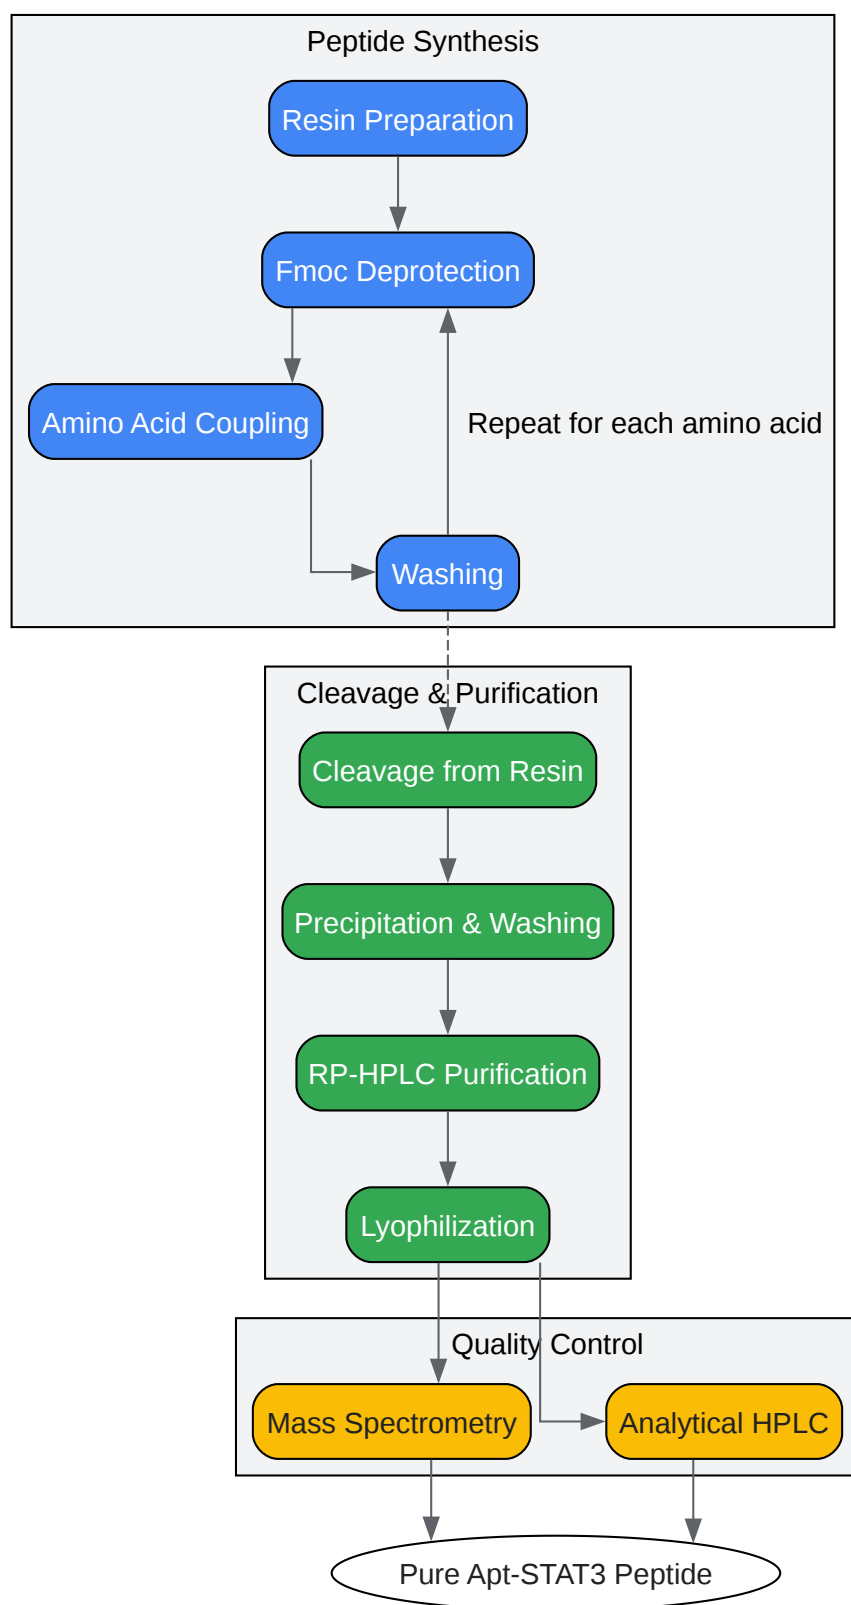 Peptide Synthesis
Resin Preparation
Fmoc Deprotection
Amino Acid Coupling
Repeat for each amino acid
Washing
Cleavage & Purification
Cleavage from Resin
Precipitation & Washing
RP-HPLC Purification
Lyophilization
Quality Control
Mass Spectrometry
Analytical HPLC
Pure Apt-STAT3 Peptide